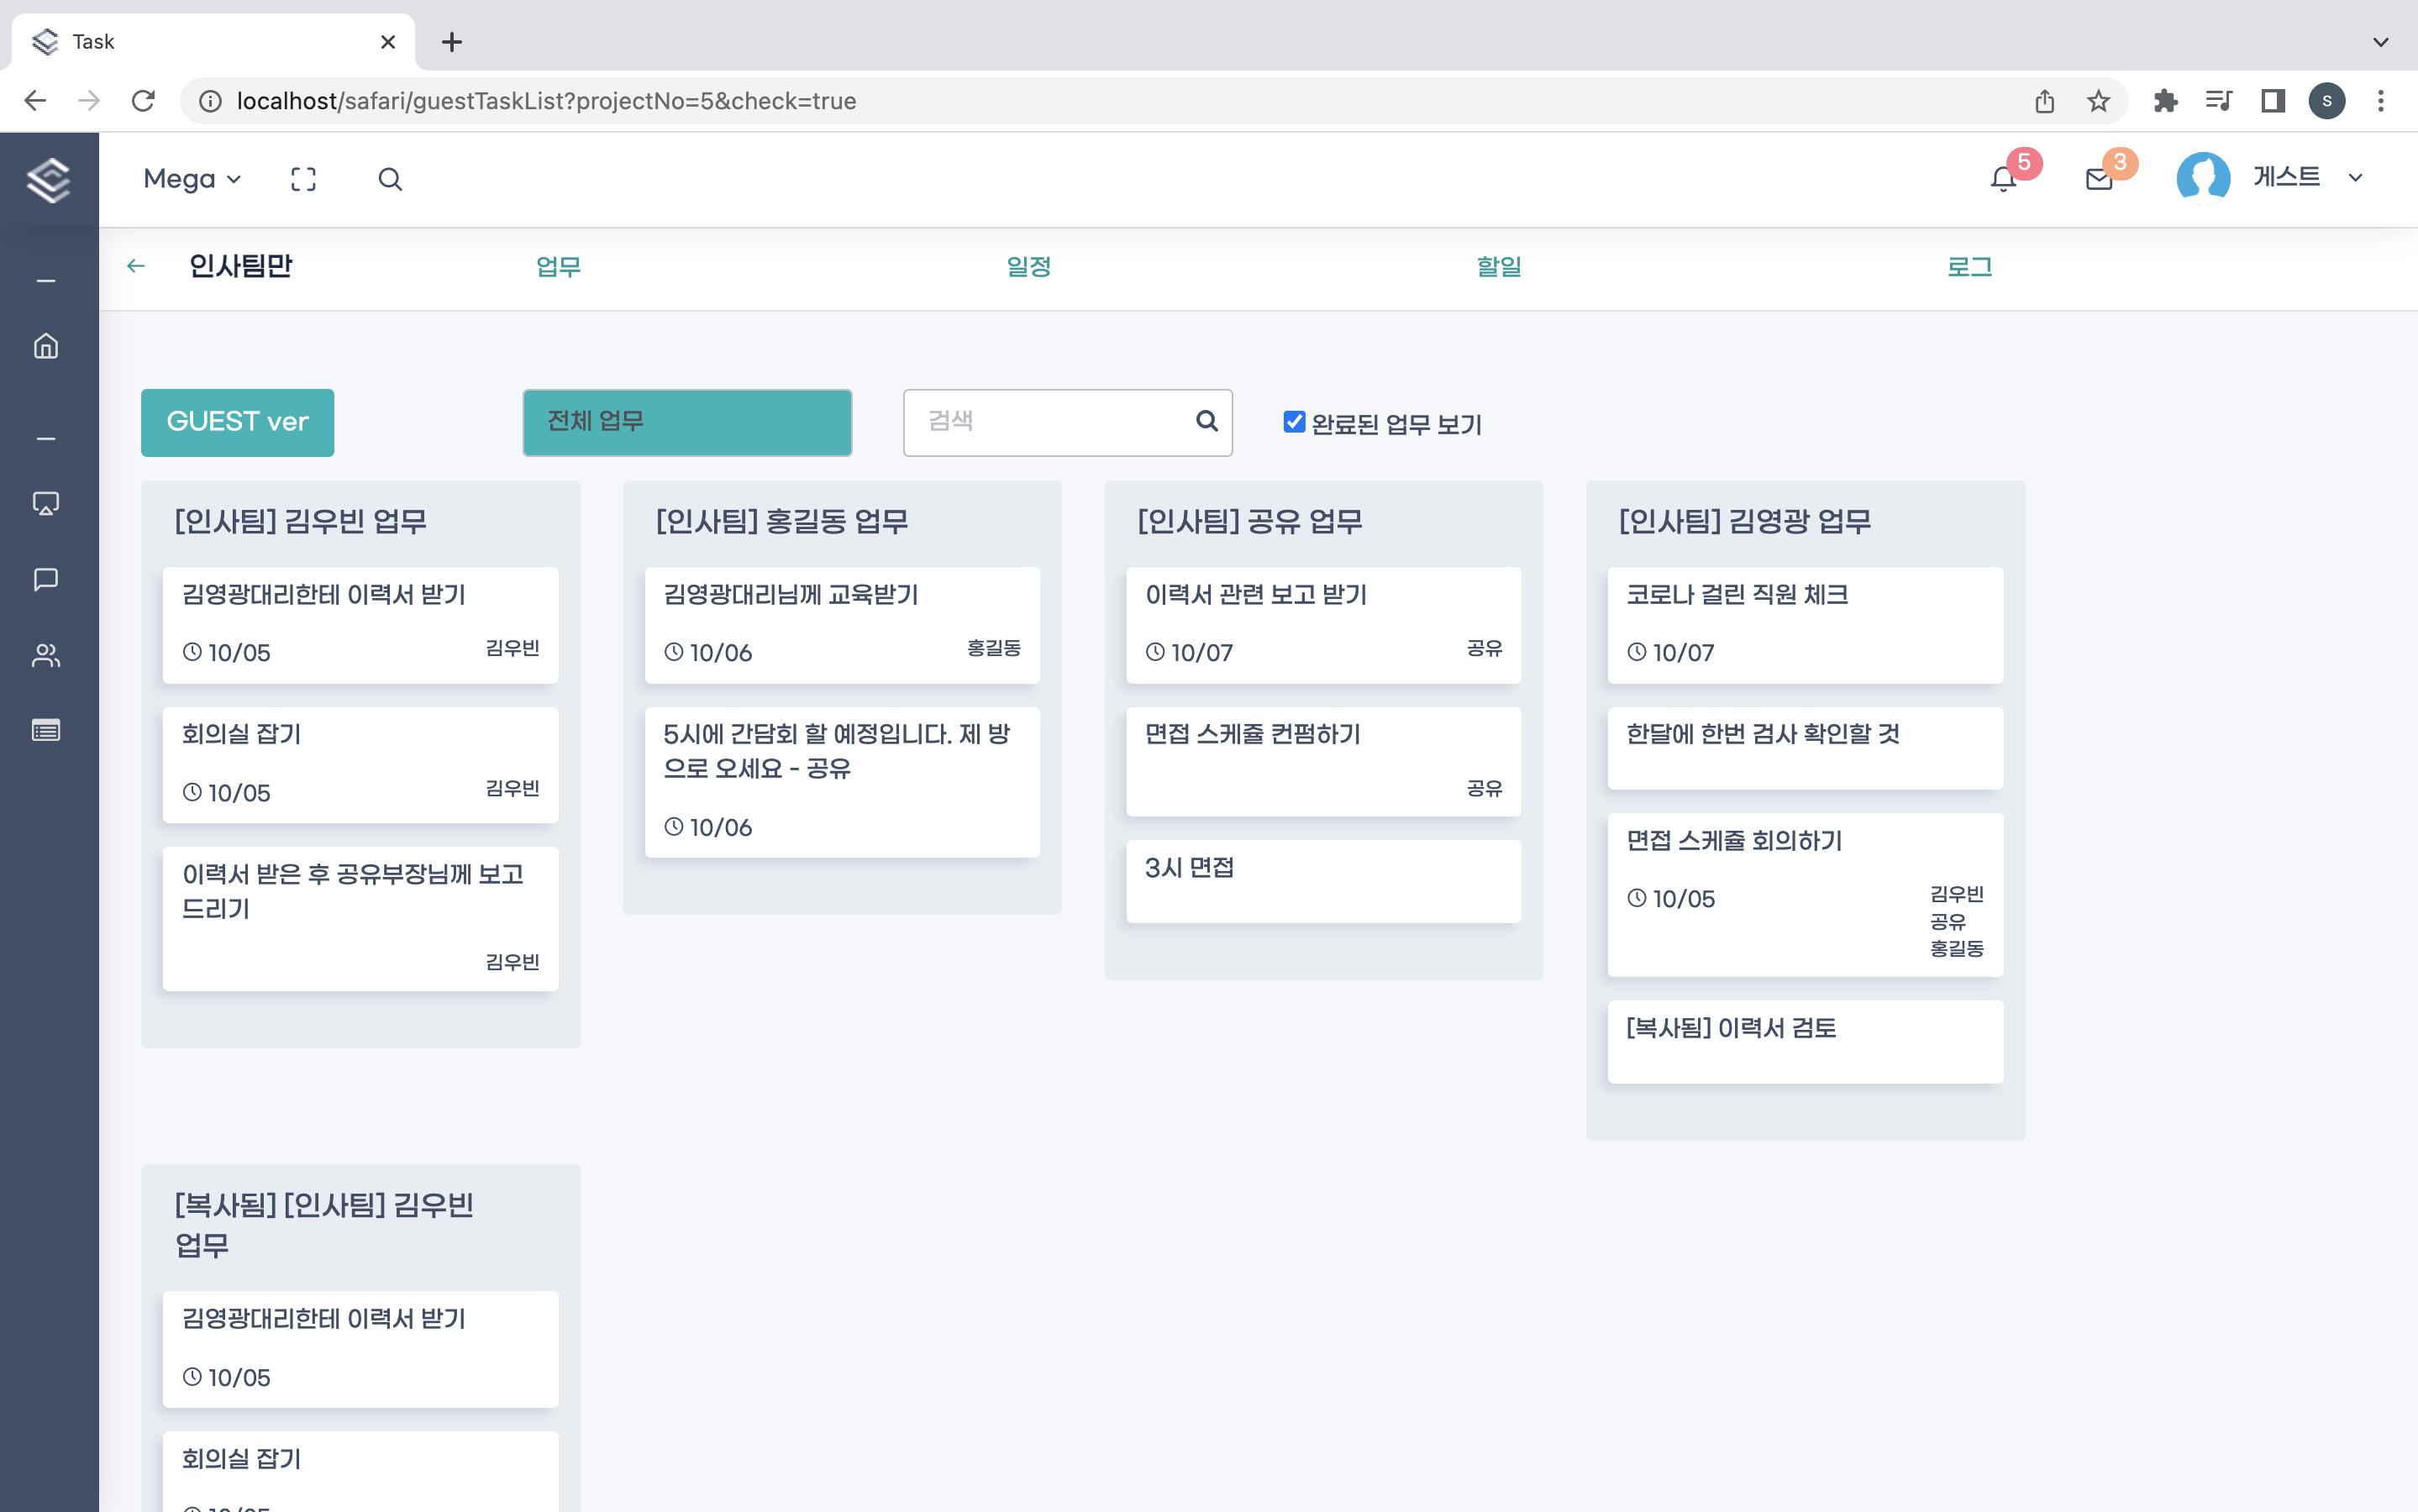 Task
localhost/safari/guestTaskList?projectNo=5&check=true
S
Mega
5
3
게스트
인사팀만
업무
일정
할일
로그
GUEST ver
전체 업무
검색
완료된 업무 보기
[인사팀] 김우빈 업무
김영광대리한테 이력서 받기
10/05
김우빈
회의실 잡기
10/05
김우빈
이력서 받은 후 공유부장님께 보고
드리기
김우빈
[인사팀] 홍길동 업무
김영광대리님께 교육받기
10/06
홍길동
5시에 간담회 할 예정입니다. 제 방
으로 오세요 - 공유
10/06
[인사팀] 공유 업무
이력서 관련 보고 받기
10/07
공유
면접 스케쥴 컨펌하기
공유
3시 면접
[인사팀] 김영광 업무
코로나 걸린 직원 체크
10/07
한달에 한번 검사 확인할 것
면접 스케쥴 회의하기
10/05
김우빈
공유
홍길동
[복사됨] 이력서 검토
[복사됨] [인사팀] 김우빈
업무
김영광대리한테 이력서 받기
10/05
회의실 잡기